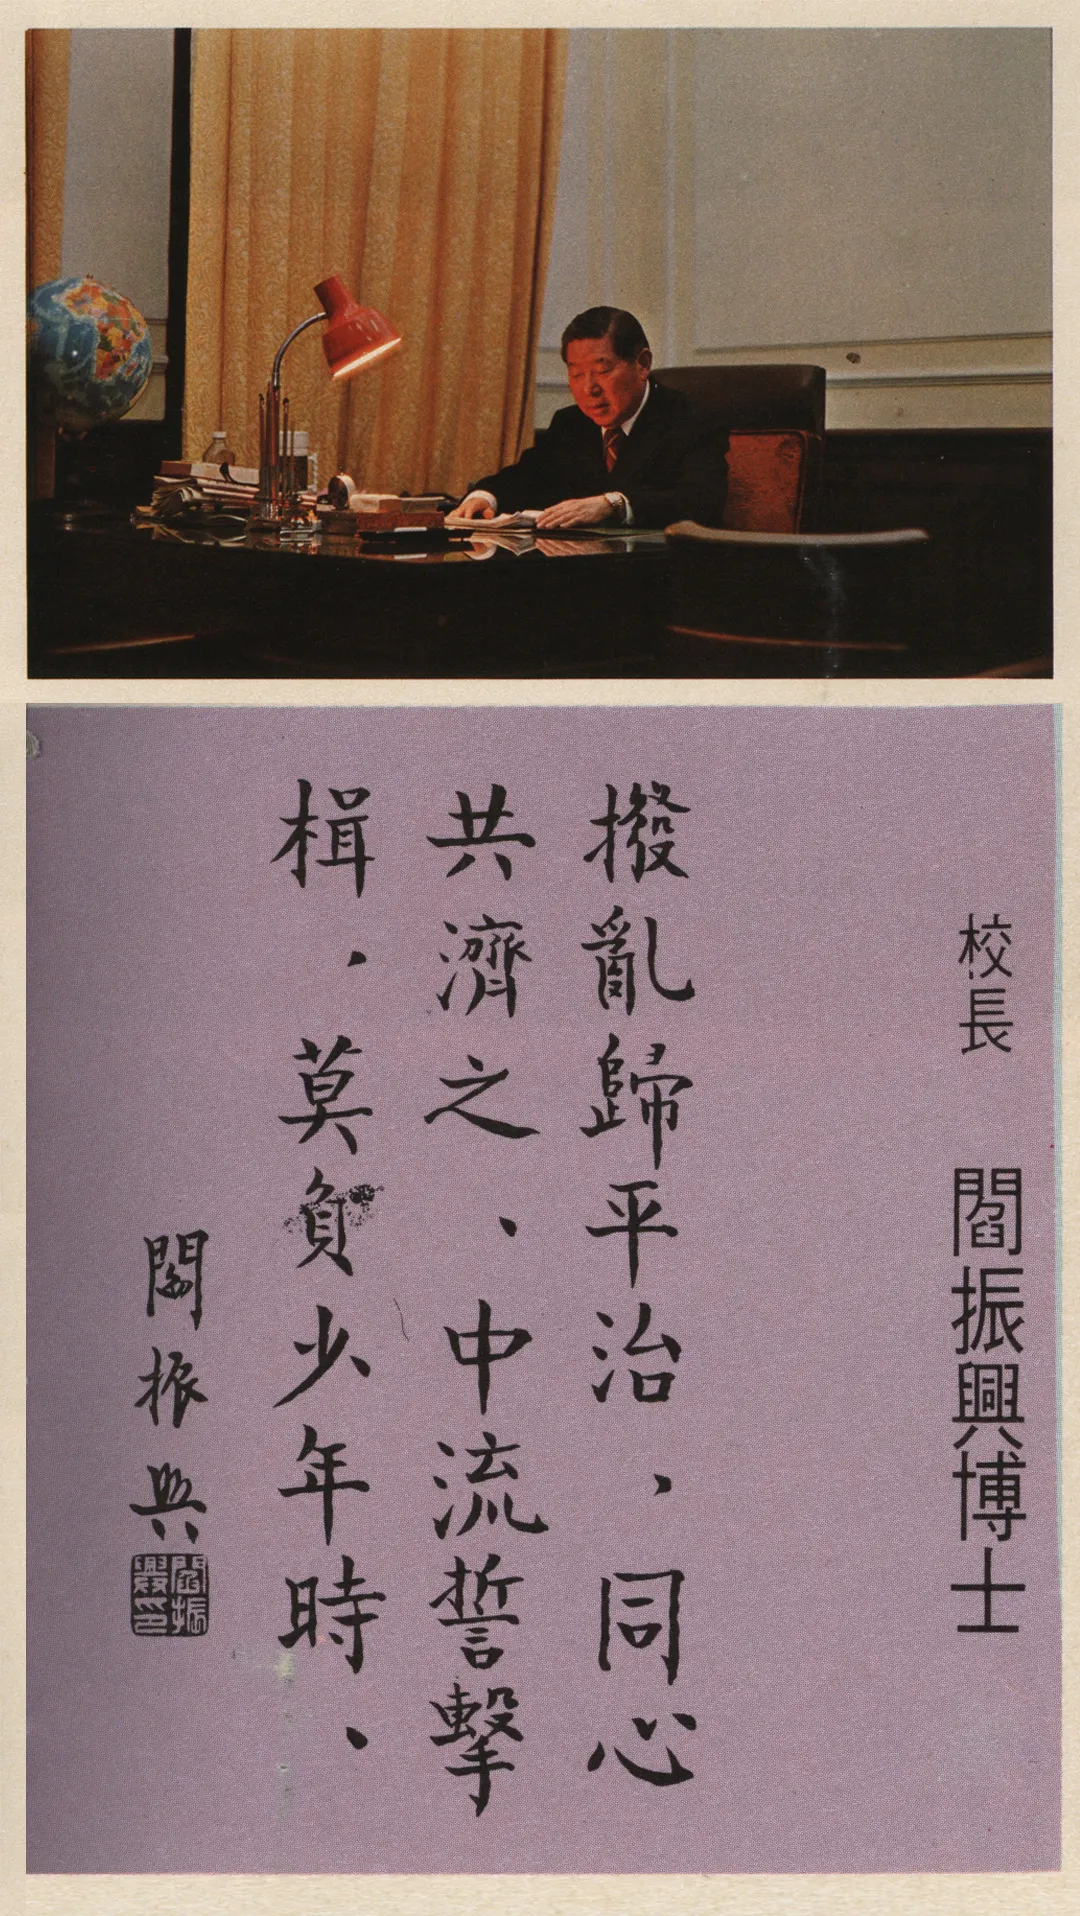 校長 閻振興博士
撥亂歸平治，同心
共濟之、中流誓擊
楫．莫負少年時、
閻振興
閻振興印